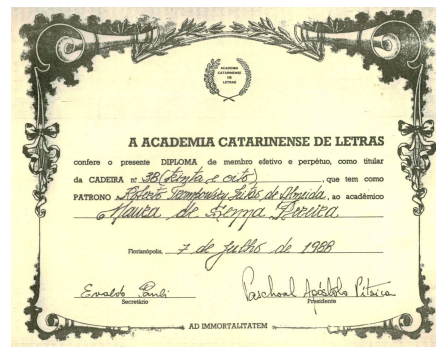 ACADEMIA
CATARINENSE
DE
LETRAS
A ACADEMIA CATARINENSE DE LETRAS
confere o presente DIPLOMA de membro efetivo e perpétuo, como titular
da CADEIRA nº 38 (trinta e oito), que tem como
PATRONO Roberto Trompowsky Leitão de Almeida, ao acadêmico
Maura de Senna Pereira
Florianópolis, 7 de julho de 1988
Evaldo Pauli
Paschoal Apóstolo Pítsica
Secretário
Presidente
AD IMMORTALITATEM